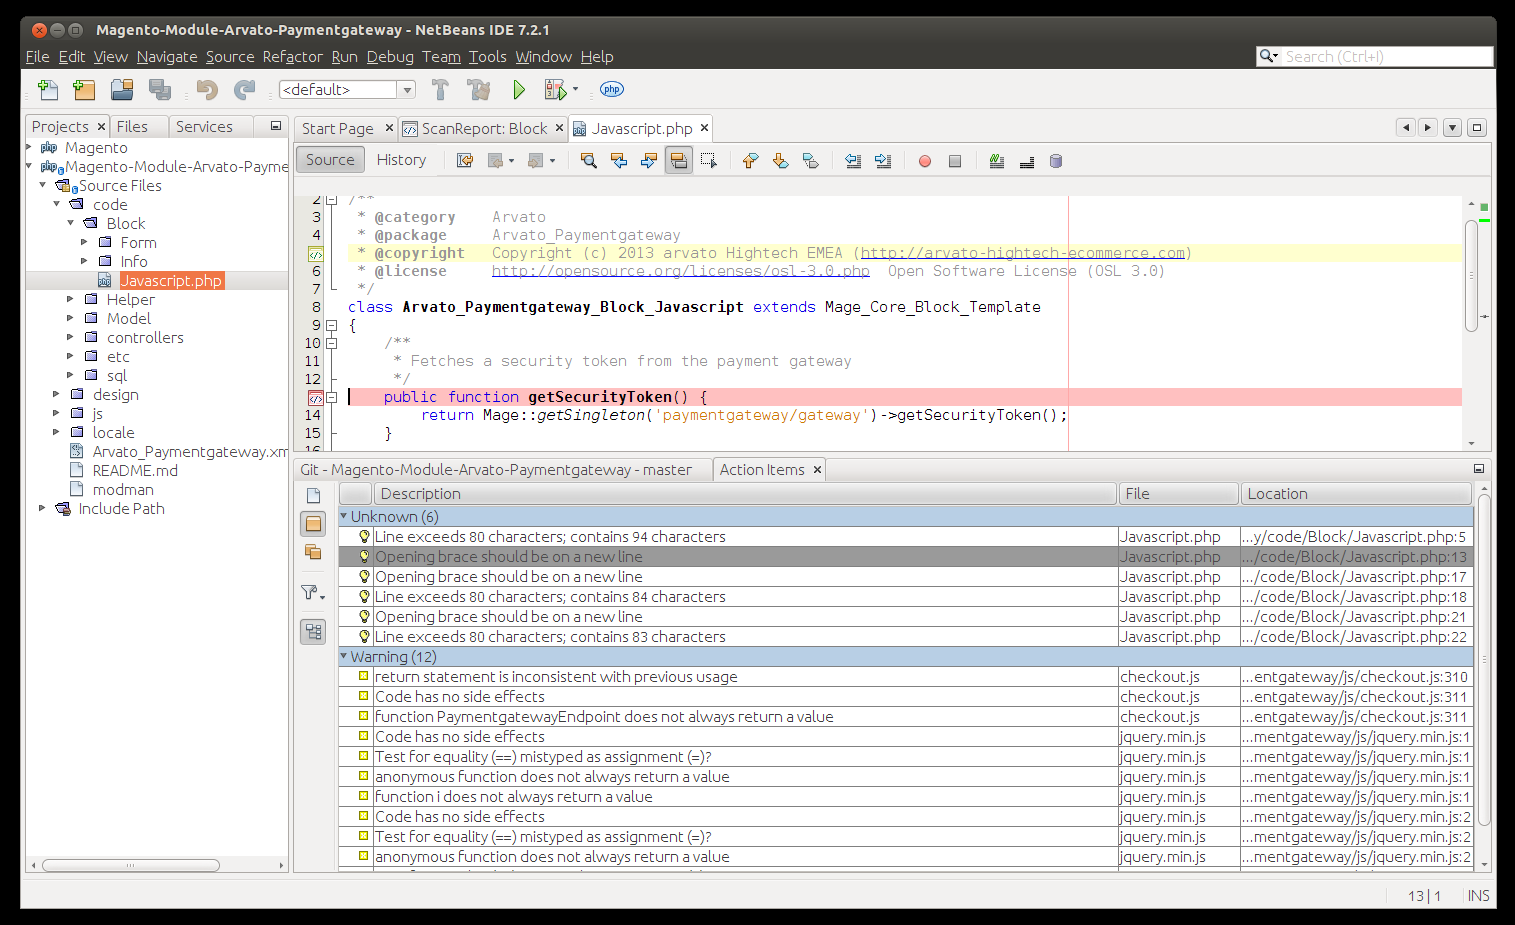 Magento-Module-Arvato-Paymentgateway - NetBeans IDE 7.2.1
File Edit View Navigate Source Refactor Run Debug Team Tools Window Help
Search (Ctrl+I)
<default>
php
Projects Files Services
Magento
Magento-Module-Arvato-Payme
Source Files
code
Block
Form
Info
Javascript.php
Helper
Model
controllers
etc
sql
design
js
locale
Arvato_Paymentgateway.xm
README.md
modman
Include Path
Start Page ScanReport: Block Javascript.php
Source History
2 /**
3 * @category Arvato
4 * @package Arvato_Paymentgateway
* @copyright Copyright (c) 2013 arvato Hightech EMEA (http://arvato-hightech-ecommerce.com)
6 * @license http://opensource.org/licenses/osl-3.0.php Open Software License (OSL 3.0)
7 */
8 class Arvato_Paymentgateway_Block_Javascript extends Mage_Core_Block_Template
9 {
10 /**
11 * Fetches a security token from the payment gateway
12 */
public function getSecurityToken() {
14 return Mage::getSingleton('paymentgateway/gateway')->getSecurityToken();
15 }
16
Git - Magento-Module-Arvato-Paymentgateway - master Action Items
Description File Location
Unknown (6)
Line exceeds 80 characters; contains 94 characters Javascript.php ...y/code/Block/Javascript.php:5
Opening brace should be on a new line Javascript.php .../code/Block/Javascript.php:13
Opening brace should be on a new line Javascript.php .../code/Block/Javascript.php:17
Line exceeds 80 characters; contains 84 characters Javascript.php .../code/Block/Javascript.php:18
Opening brace should be on a new line Javascript.php .../code/Block/Javascript.php:21
Line exceeds 80 characters; contains 83 characters Javascript.php .../code/Block/Javascript.php:22
Warning (12)
return statement is inconsistent with previous usage checkout.js ...entgateway/js/checkout.js:310
Code has no side effects checkout.js ...entgateway/js/checkout.js:311
function PaymentgatewayEndpoint does not always return a value checkout.js ...entgateway/js/checkout.js:311
Code has no side effects jquery.min.js ...mentgateway/js/jquery.min.js:1
Test for equality (==) mistyped as assignment (=)? jquery.min.js ...mentgateway/js/jquery.min.js:1
anonymous function does not always return a value jquery.min.js ...mentgateway/js/jquery.min.js:1
function i does not always return a value jquery.min.js ...mentgateway/js/jquery.min.js:1
Code has no side effects jquery.min.js ...mentgateway/js/jquery.min.js:2
Test for equality (==) mistyped as assignment (=)? jquery.min.js ...mentgateway/js/jquery.min.js:2
anonymous function does not always return a value jquery.min.js ...mentgateway/js/jquery.min.js:2
13|1 INS